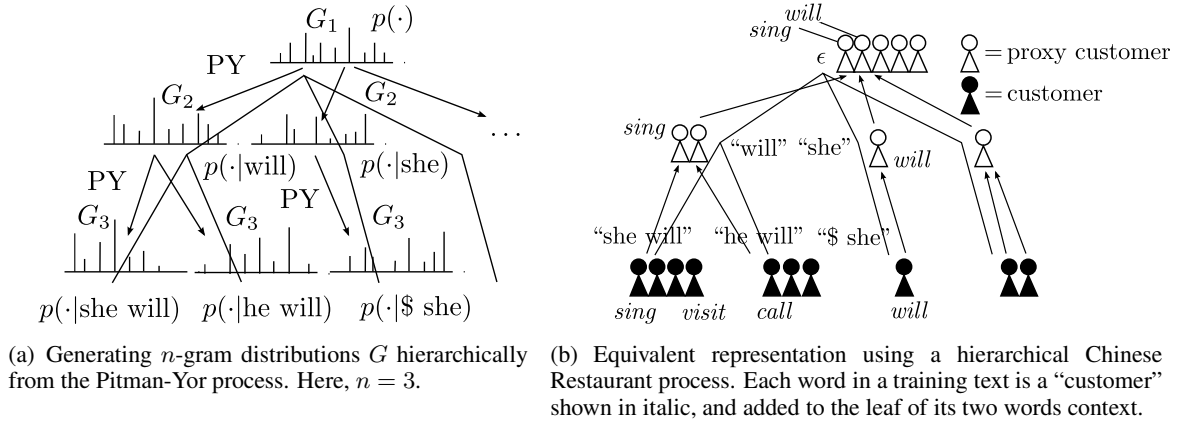 G₁ p(·)
PY
G₂ G₂
...
p(·|will) p(·|she)
PY PY
G₃ G₃ G₃
p(·|she will) p(·|he will) p(·|$ she)
(a) Generating n-gram distributions G hierarchically
from the Pitman-Yor process. Here, n = 3.
will
sing
ϵ
= proxy customer
= customer
sing "will" "she" will
"she will" "he will" "$ she"
sing visit call will
(b) Equivalent representation using a hierarchical Chinese
Restaurant process. Each word in a training text is a “customer”
shown in italic, and added to the leaf of its two words context.